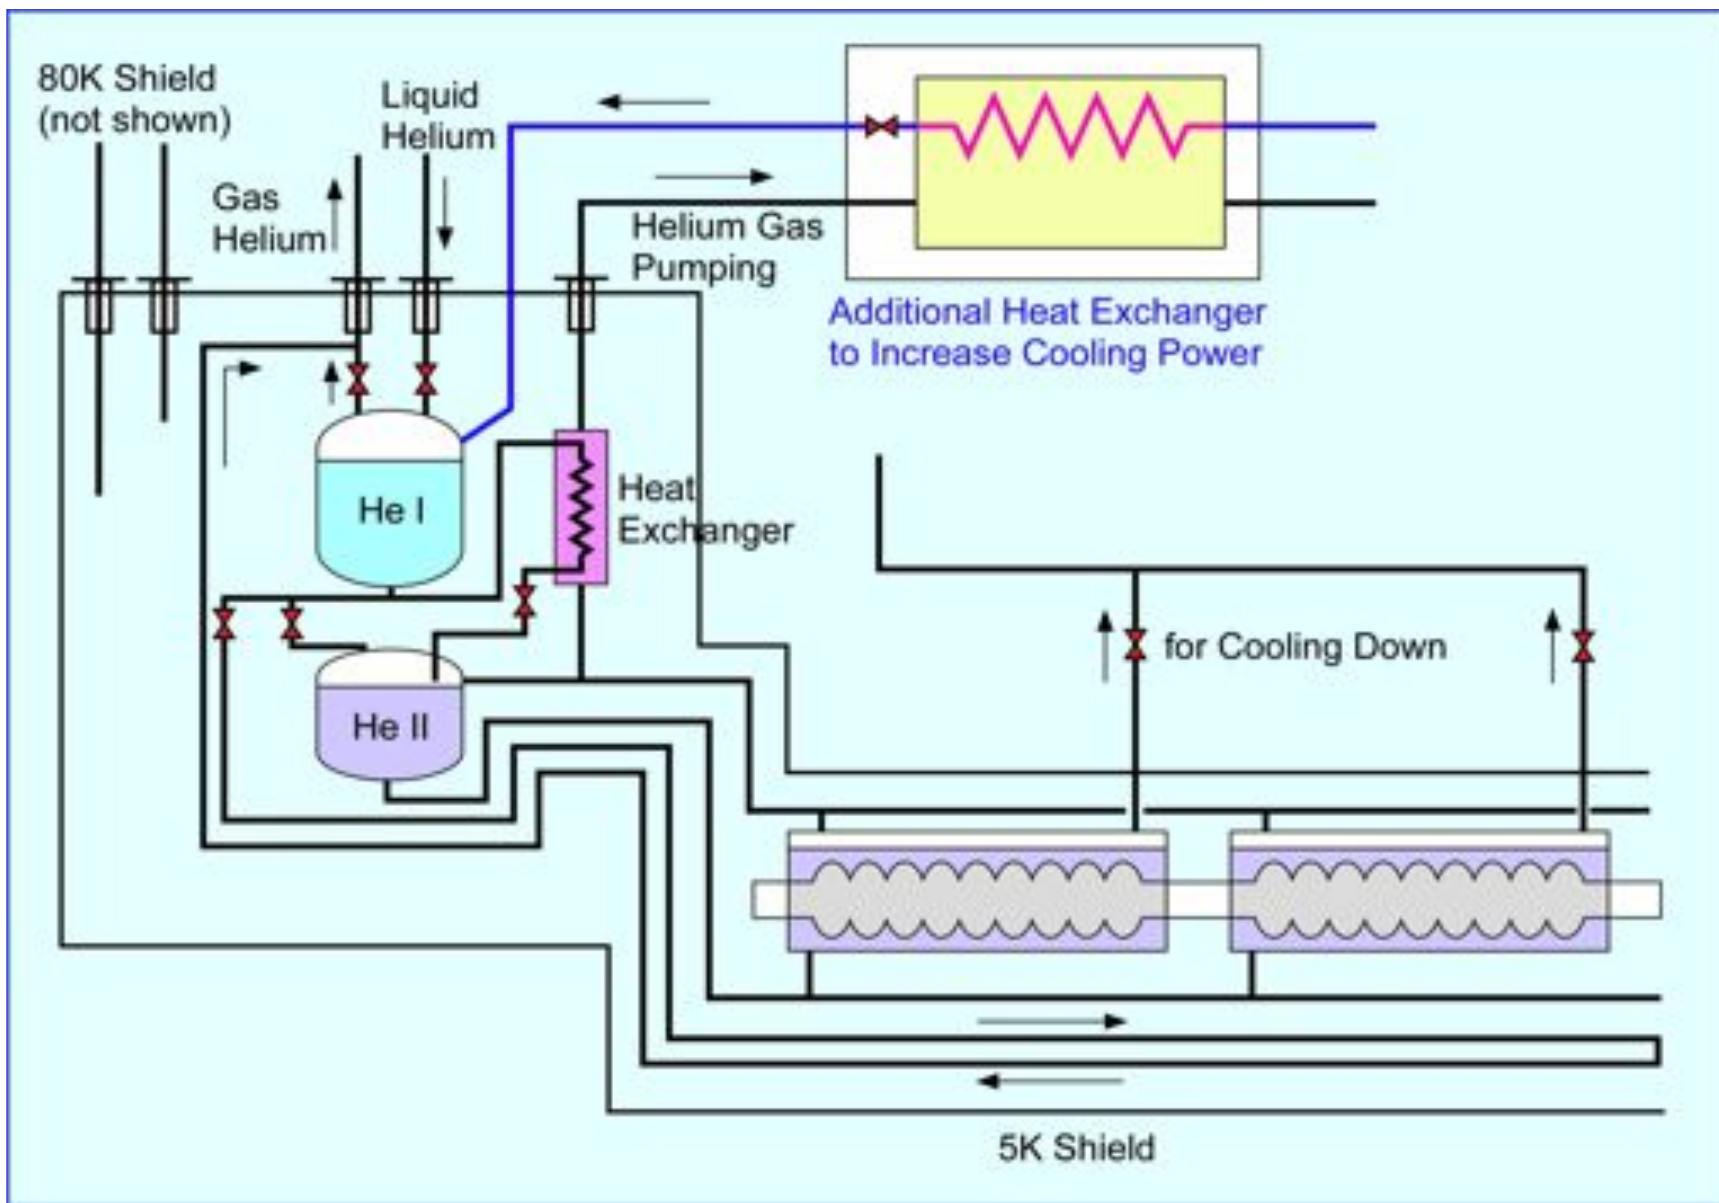 80K Shield
(not shown)
Liquid
Helium
Gas
Helium
Helium Gas
Pumping
Additional Heat Exchanger
to Increase Cooling Power
He I
Heat
Exchanger
for Cooling Down
He II
5K Shield